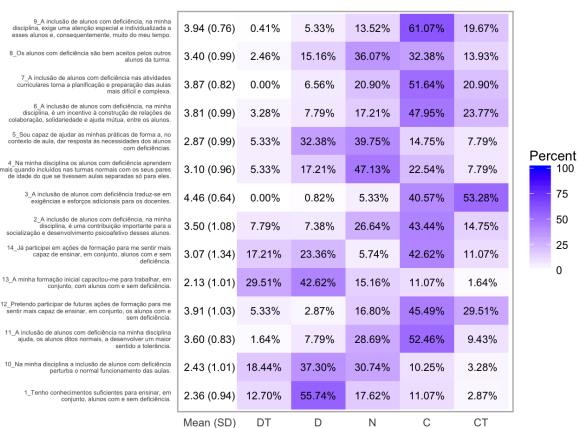 9_A inclusão de alunos com deficiência, na minha
disciplina, exige uma atenção especial e individualizada a
esses alunos e, consequentemente, muito do meu tempo.
3.94 (0.76) 0.41% 5.33% 13.52% 61.07% 19.67%
8_Os alunos com deficiência são bem aceites pelos outros
alunos da turma.
3.40 (0.99) 2.46% 15.16% 36.07% 32.38% 13.93%
7_A inclusão de alunos com deficiência nas atividades
curriculares torna a planificação e preparação das aulas
mais difícil e complexa.
3.87 (0.82) 0.00% 6.56% 20.90% 51.64% 20.90%
6_A inclusão de alunos com deficiência, na minha
disciplina, é um incentivo à construção de relações de
colaboração, solidariedade e ajuda mútua, entre os alunos.
3.81 (0.99) 3.28% 7.79% 17.21% 47.95% 23.77%
5_Sou capaz de ajudar as minhas práticas de forma a, no
contexto de aula, dar resposta às necessidades dos alunos
com deficiências.
2.87 (0.99) 5.33% 32.38% 39.75% 14.75% 7.79%
4_Na minha disciplina os alunos com deficiência aprendem
mais quando incluídos nas turmas normais com os seus pares
de idade do que se tivessem aulas separadas só para eles.
3.10 (0.96) 5.33% 17.21% 47.13% 22.54% 7.79%
3_A inclusão de alunos com deficiência traduz-se em
exigências e esforços adicionais para os docentes.
4.46 (0.64) 0.00% 0.82% 5.33% 40.57% 53.28%
2_A inclusão de alunos com deficiência, na minha
disciplina, é uma contribuição importante para a
socialização e desenvolvimento psicoafetivo desses alunos.
3.50 (1.08) 7.79% 7.38% 26.64% 43.44% 14.75%
14_Já participei em ações de formação para me sentir mais
capaz de ensinar, em conjunto, alunos com e sem
deficiência.
3.07 (1.34) 17.21% 23.36% 5.74% 42.62% 11.07%
13_A minha formação inicial capacitou-me para trabalhar, em
conjunto, com alunos com e sem deficiência.
2.13 (1.01) 29.51% 42.62% 15.16% 11.07% 1.64%
12_Pretendo participar de futuras ações de formação para me
sentir mais capaz de ensinar, em conjunto, os alunos com e
sem deficiência.
3.91 (1.03) 5.33% 2.87% 16.80% 45.49% 29.51%
11_A inclusão de alunos com deficiência na minha disciplina
ajuda, os alunos ditos normais, a desenvolver um maior
sentido a tolerância.
3.60 (0.83) 1.64% 7.79% 28.69% 52.46% 9.43%
10_Na minha disciplina a inclusão de alunos com deficiência
perturba o normal funcionamento das aulas.
2.43 (1.01) 18.44% 37.30% 30.74% 10.25% 3.28%
1_Tenho conhecimentos suficientes para ensinar, em
conjunto, alunos com e sem deficiência.
2.36 (0.94) 12.70% 55.74% 17.62% 11.07% 2.87%
Mean (SD) DT D N C CT
Percent
100
75
50
25
0